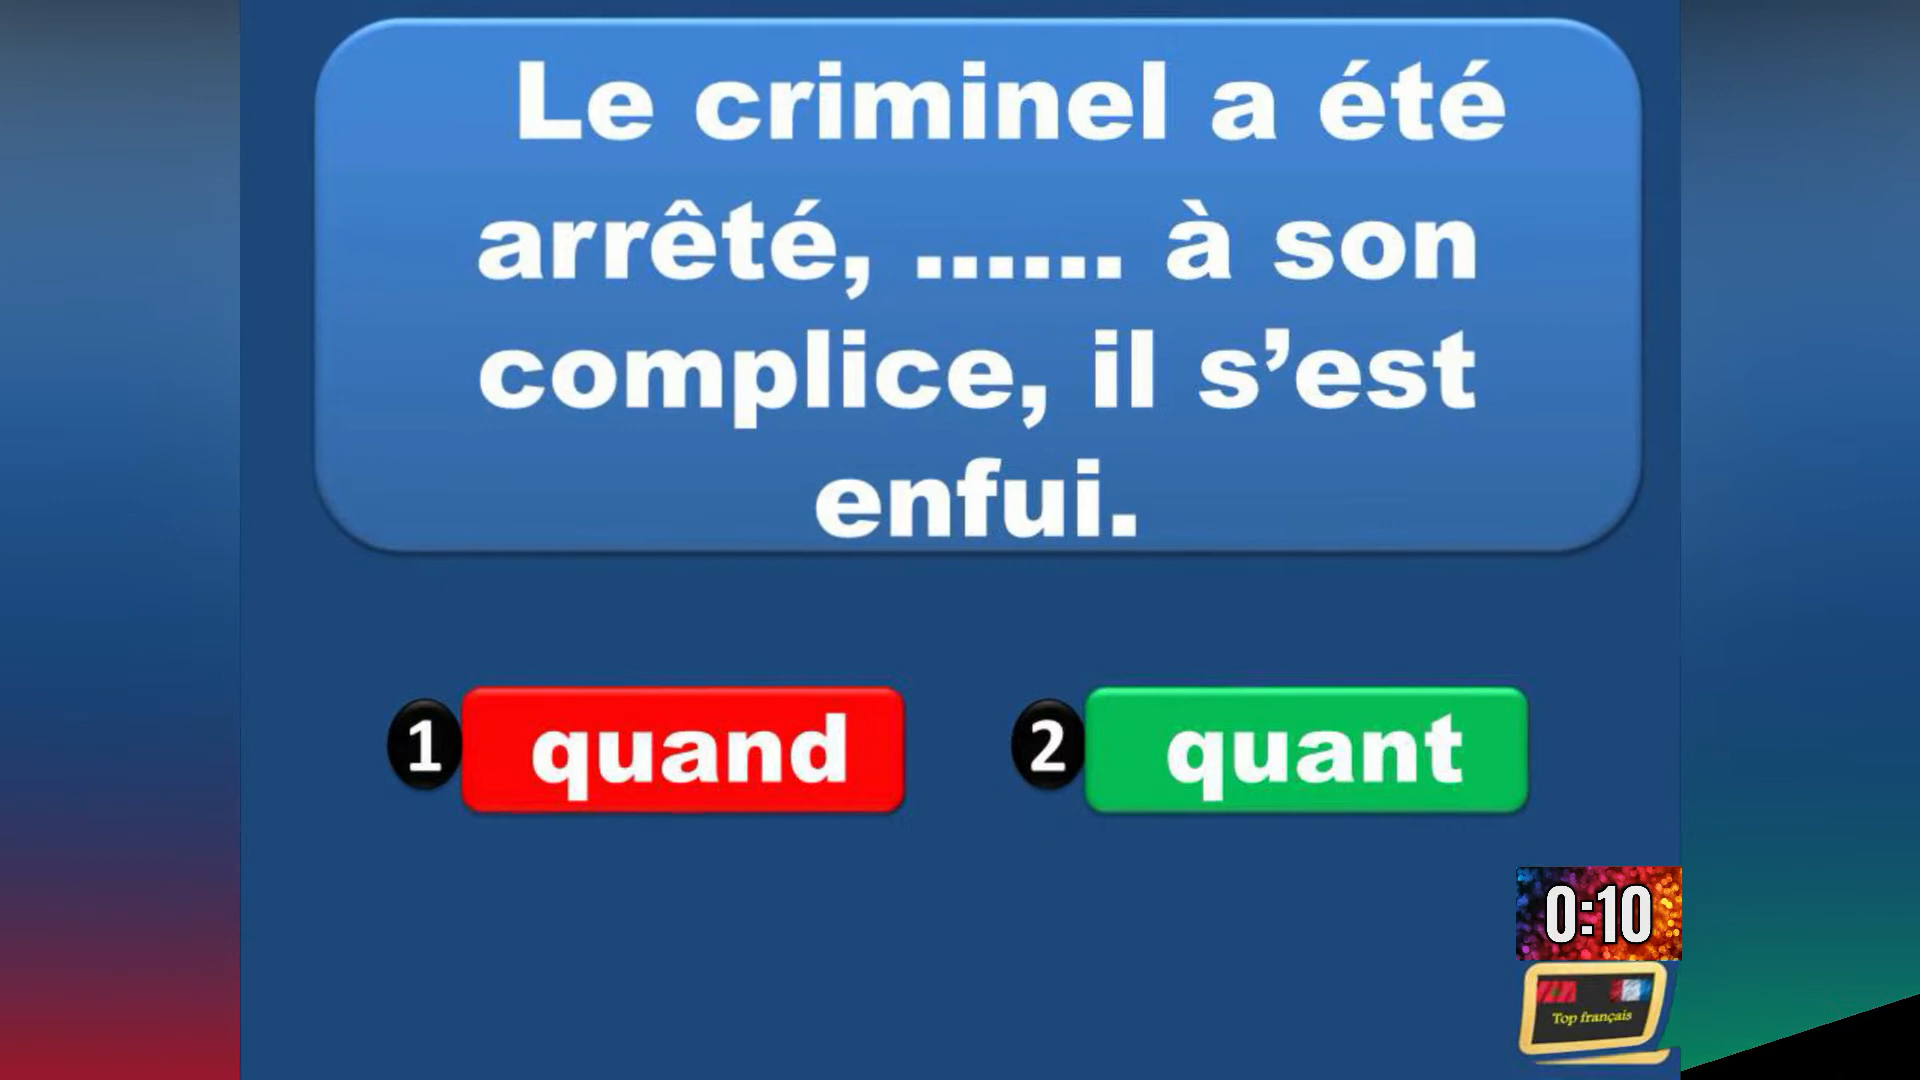 Le criminel a été
arrêté, ...... à son
complice, il s’est
enfui.
1 quand
2 quant
0:10
Top français